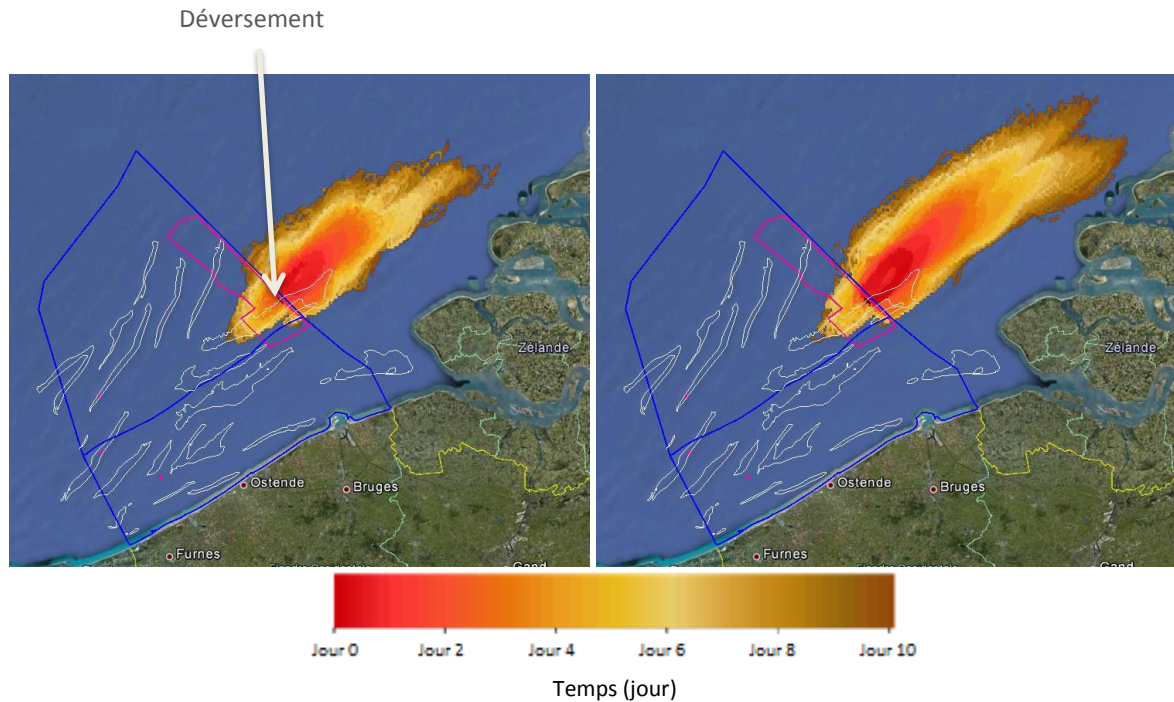 Déversement
Zélande
Ostende
Bruges
Furnes
Zélande
Ostende
Bruges
Furnes
Jour 0 Jour 2 Jour 4 Jour 6 Jour 8 Jour 10
Temps (jour)